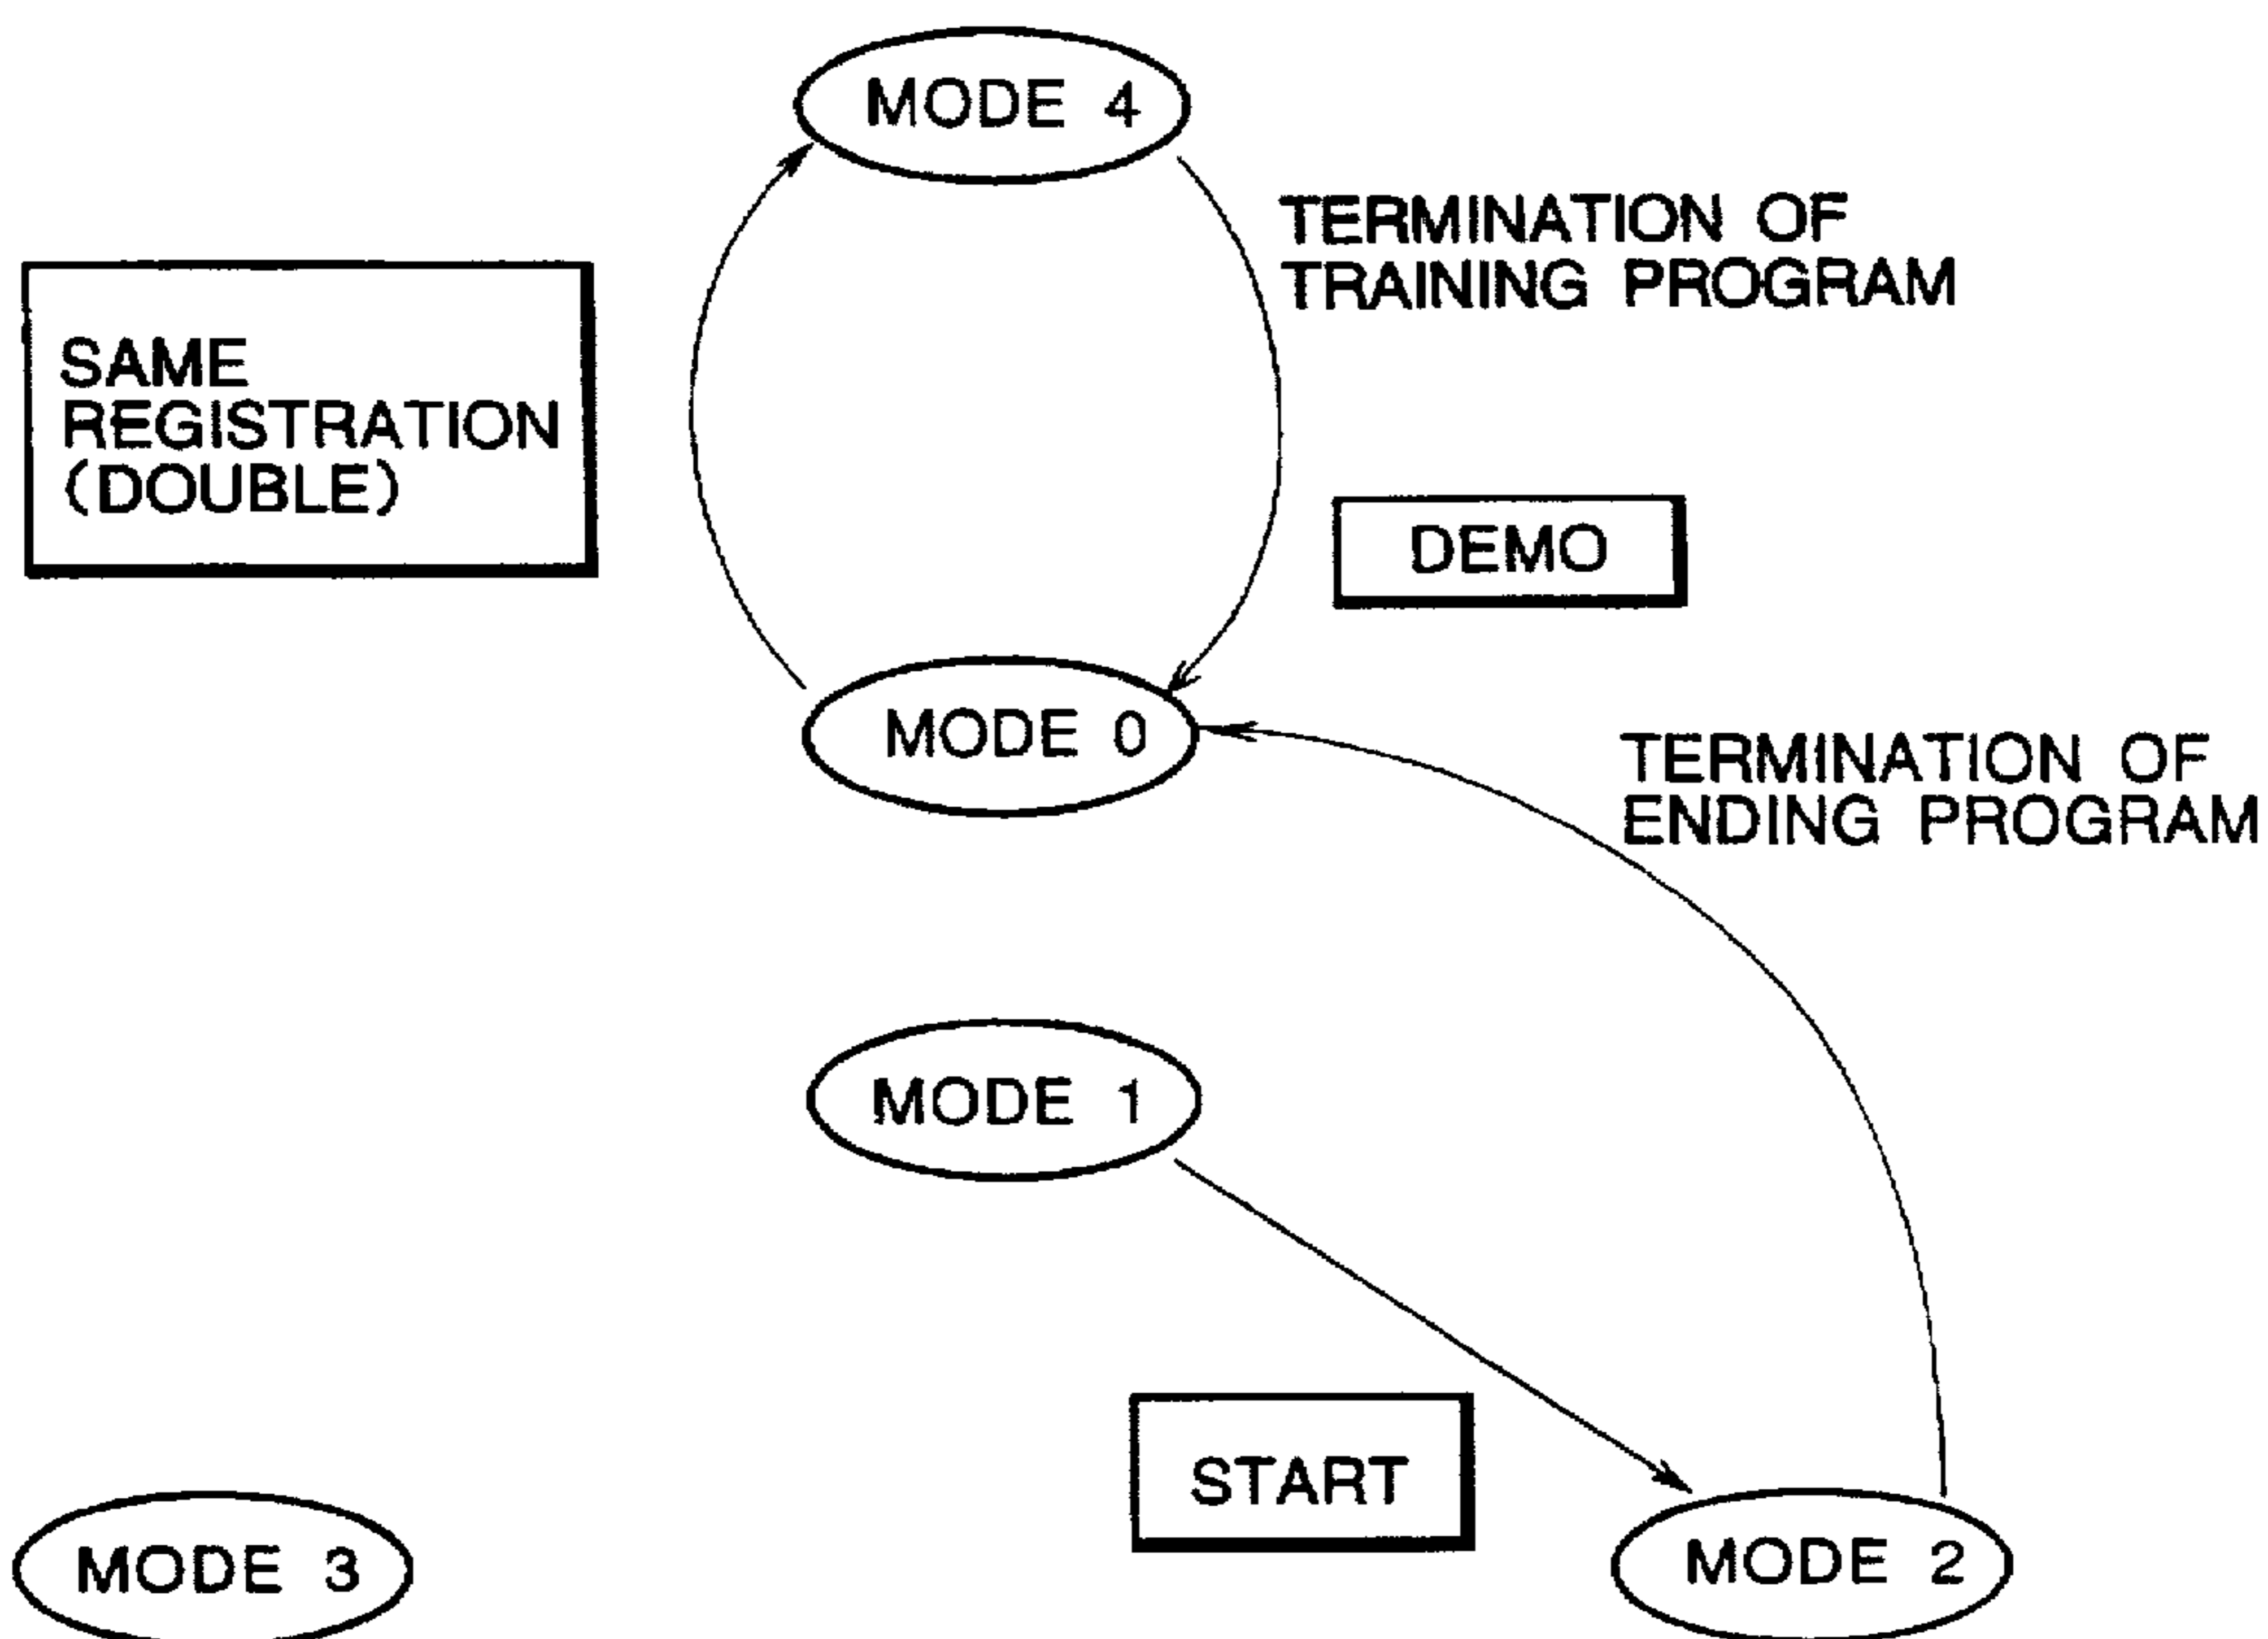 MODE 4
TERMINATION OF
TRAINING PROGRAM
SAME
REGISTRATION
(DOUBLE)
DEMO
MODE 0
TERMINATION OF
ENDING PROGRAM
MODE 1
START
MODE 3
MODE 2